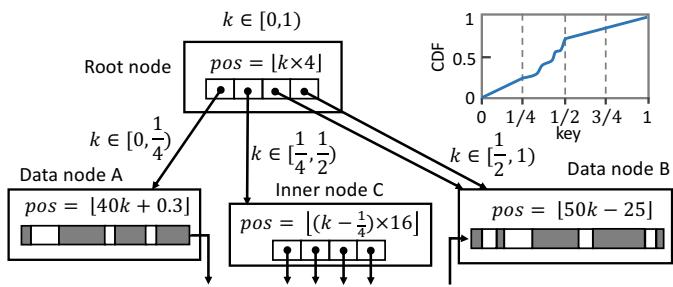 k ∈ [0,1)
Root node
pos = ⌊k×4⌋
CDF
1
0.5
0
0 1/4 1/2 3/4 1
key
k ∈ [0,1/4)
k ∈ [1/4,1/2)
k ∈ [1/2,1)
Data node A
Inner node C
Data node B
pos = ⌊40k + 0.3⌋
pos = ⌊(k − 1/4)×16⌋
pos = ⌊50k − 25⌋